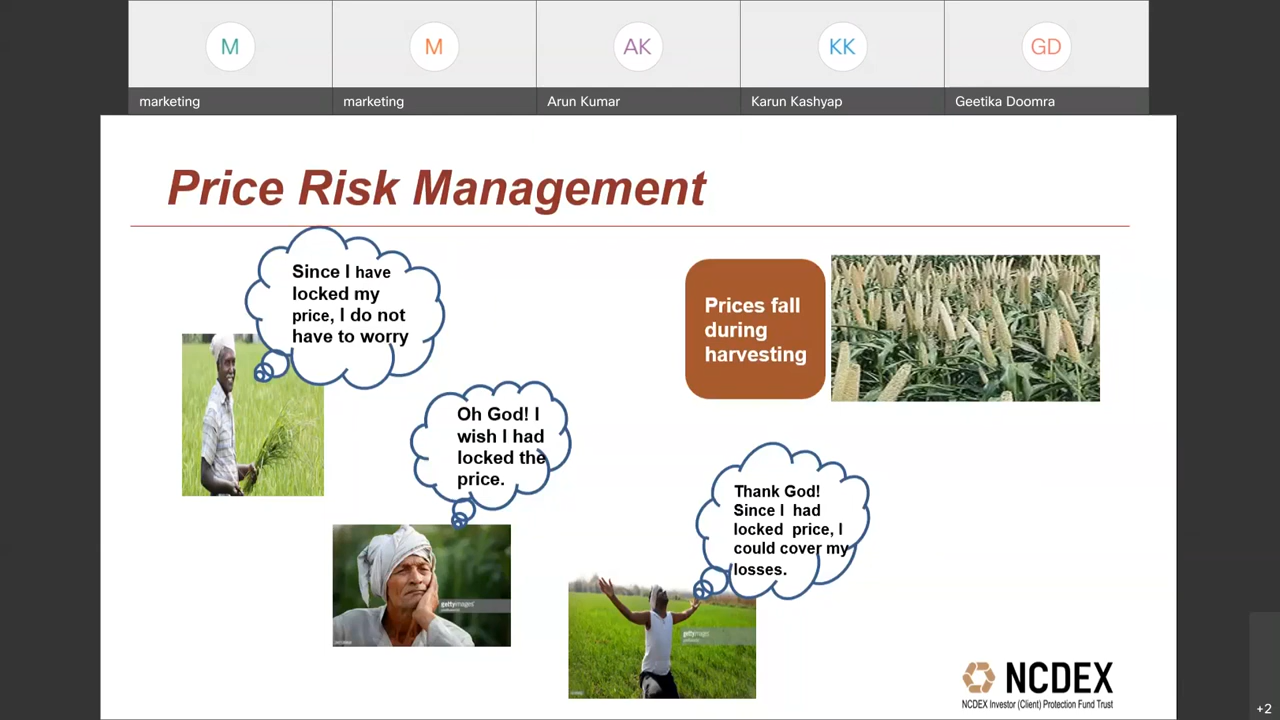 M
M
AK
KK
GD
marketing
marketing
Arun Kumar
Karun Kashyap
Geetika Doomra
Price Risk Management
Since I have
locked my
price, I do not
have to worry
Prices fall
during
harvesting
Oh God! I
wish I had
locked the
price.
Thank God!
Since I had
locked price, I
could cover my
losses.
gettyimages
gettyimages
NCDEX
NCDEX Investor (Client) Protection Fund Trust
+2